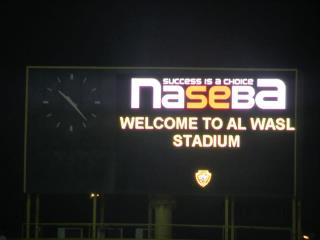 SUCCESS IS A CHOICE
NASEBA
WELCOME TO AL WASL
STADIUM